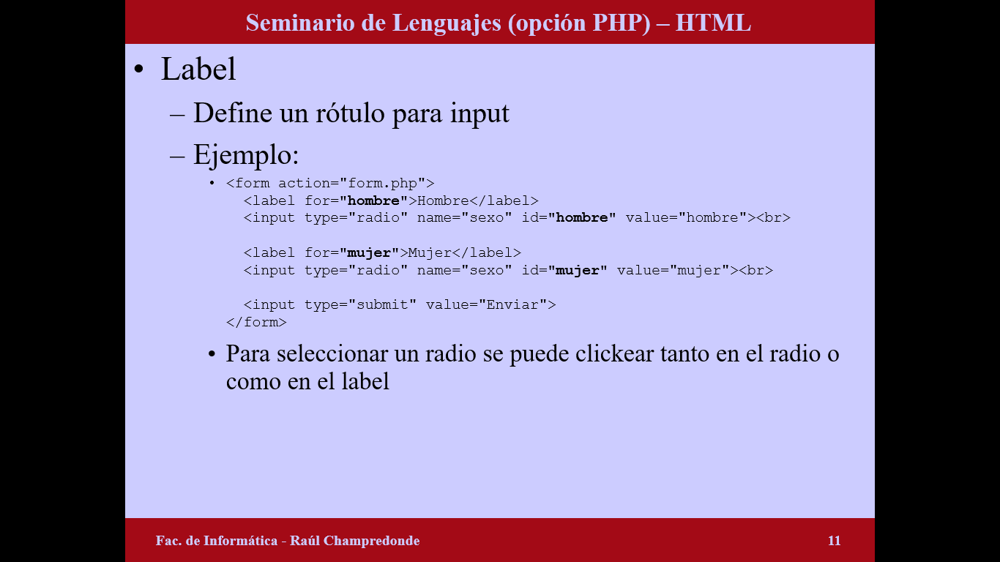 Seminario de Lenguajes (opción PHP) – HTML
• Label
– Define un rótulo para input
– Ejemplo:
• <form action="form.php">
<label for="hombre">Hombre</label>
<input type="radio" name="sexo" id="hombre" value="hombre"><br>
<label for="mujer">Mujer</label>
<input type="radio" name="sexo" id="mujer" value="mujer"><br>
<input type="submit" value="Enviar">
</form>
• Para seleccionar un radio se puede clickear tanto en el radio o
como en el label
Fac. de Informática - Raúl Champredonde
11